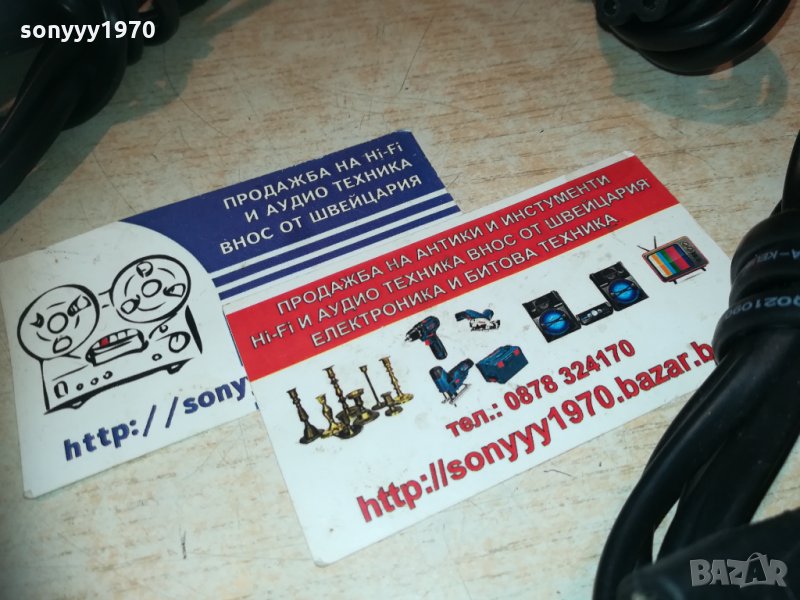 sonyyy1970
ПРОДАЖБА НА Hi-Fi
И АУДИО ТЕХНИКА
ВНОС ОТ ШВЕЙЦАРИЯ
http://sony
ПРОДАЖБА НА АНТИКИ И ИНСТУМЕНТИ
Hi-Fi И АУДИО ТЕХНИКА ВНОС ОТ ШВЕЙЦАРИЯ
ЕЛЕКТРОНИКА И БИТОВА ТЕХНИКА
тел.: 0878 324170
http://sonyyy1970.bazar.b
BAZAR